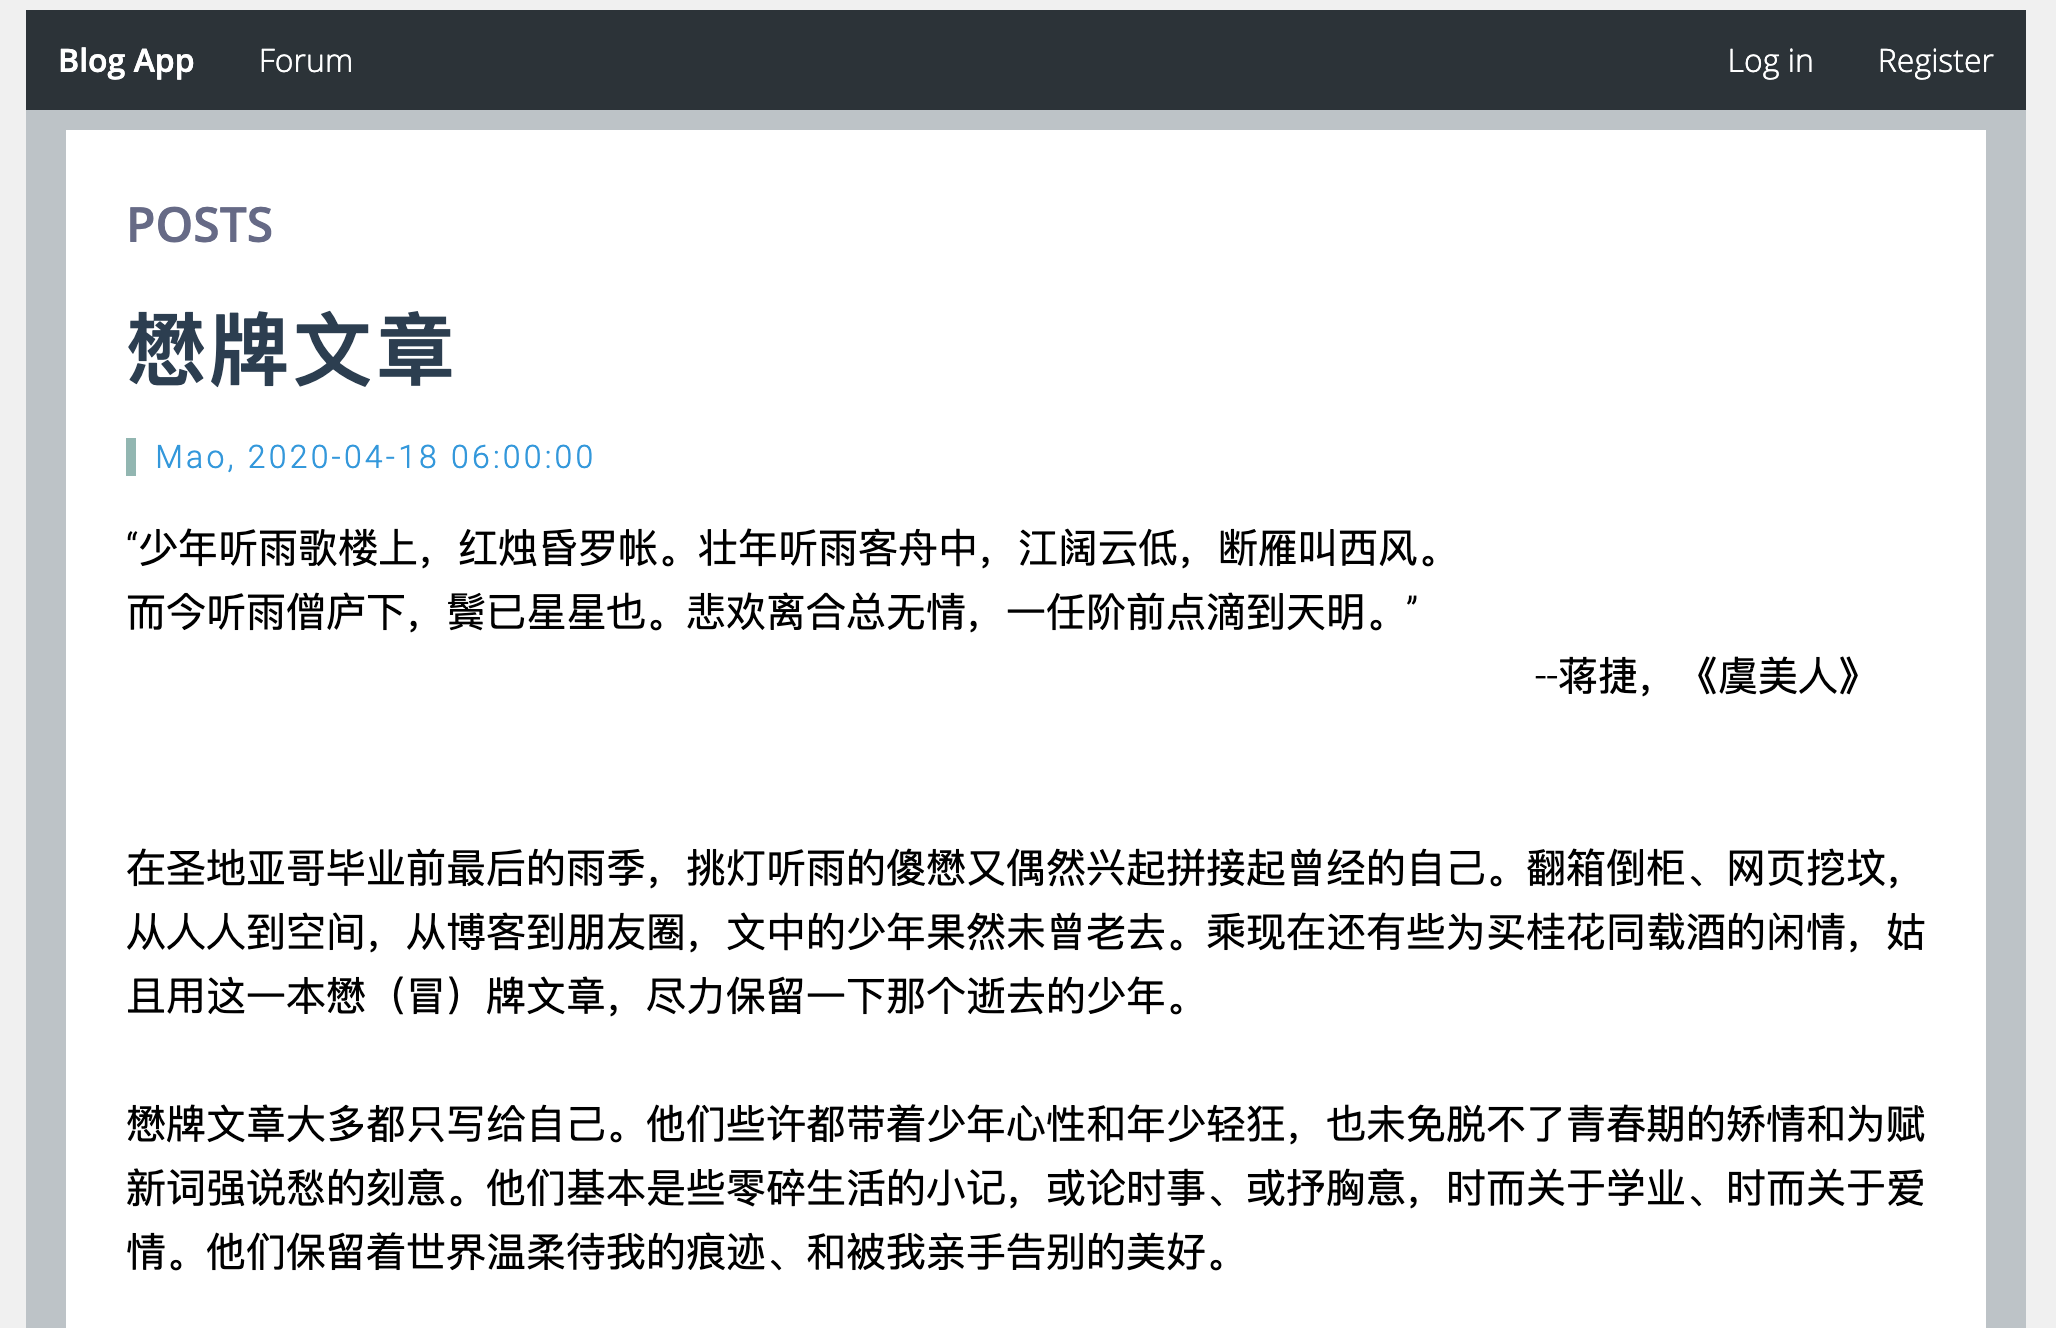 Blog App Forum Log in Register
POSTS
懋牌文章
Mao, 2020-04-18 06:00:00
“少年听雨歌楼上，红烛昏罗帐。壮年听雨客舟中，江阔云低，断雁叫西风。
而今听雨僧庐下，鬓已星星也。悲欢离合总无情，一任阶前点滴到天明。”
--蒋捷，《虞美人》
在圣地亚哥毕业前最后的雨季，挑灯听雨的傻懋又偶然兴起拼接起曾经的自己。翻箱倒柜、网页挖坟，
从人人到空间，从博客到朋友圈，文中的少年果然未曾老去。乘现在还有些为买桂花同载酒的闲情，姑
且用这一本懋（冒）牌文章，尽力保留一下那个逝去的少年。
懋牌文章大多都只写给自己。他们些许都带着少年心性和年少轻狂，也未免脱不了青春期的矫情和为赋
新词强说愁的刻意。他们基本是些零碎生活的小记，或论时事、或抒胸意，时而关于学业、时而关于爱
情。他们保留着世界温柔待我的痕迹、和被我亲手告别的美好。